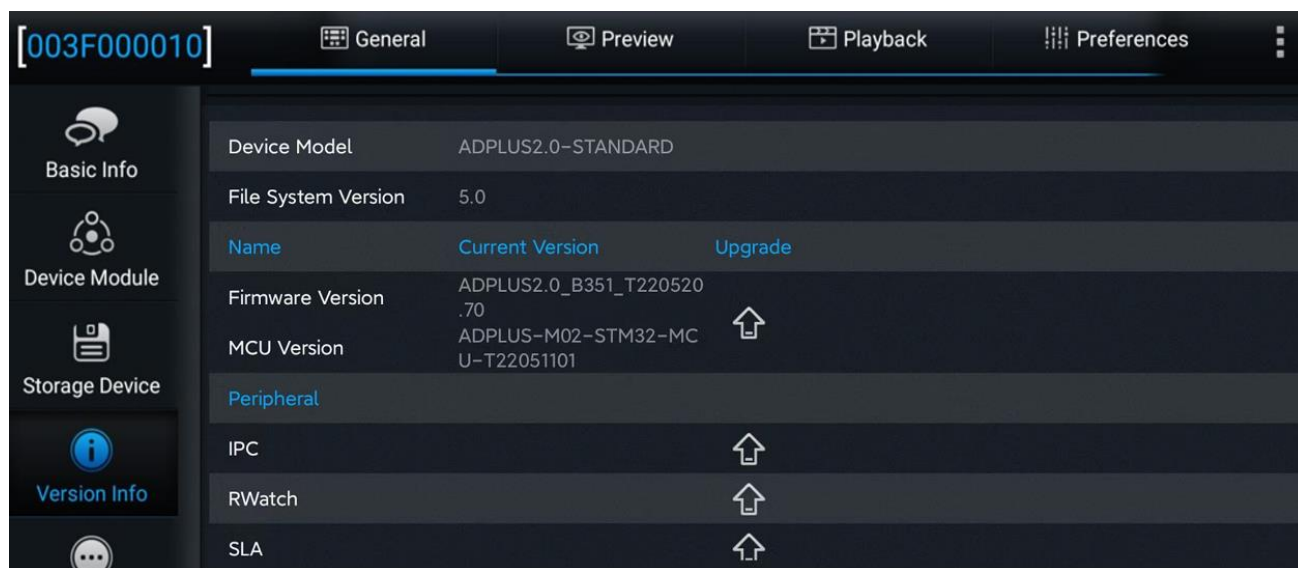 [003F000010]
General
Preview
Playback
Preferences
Basic Info
Device Module
Storage Device
Version Info
Device Model ADPLUS2.0-STANDARD
File System Version 5.0
Name Current Version Upgrade
Firmware Version ADPLUS2.0_B351_T220520
.70
MCU Version ADPLUS-M02-STM32-MC
U-T22051101
Peripheral
IPC
RWatch
SLA